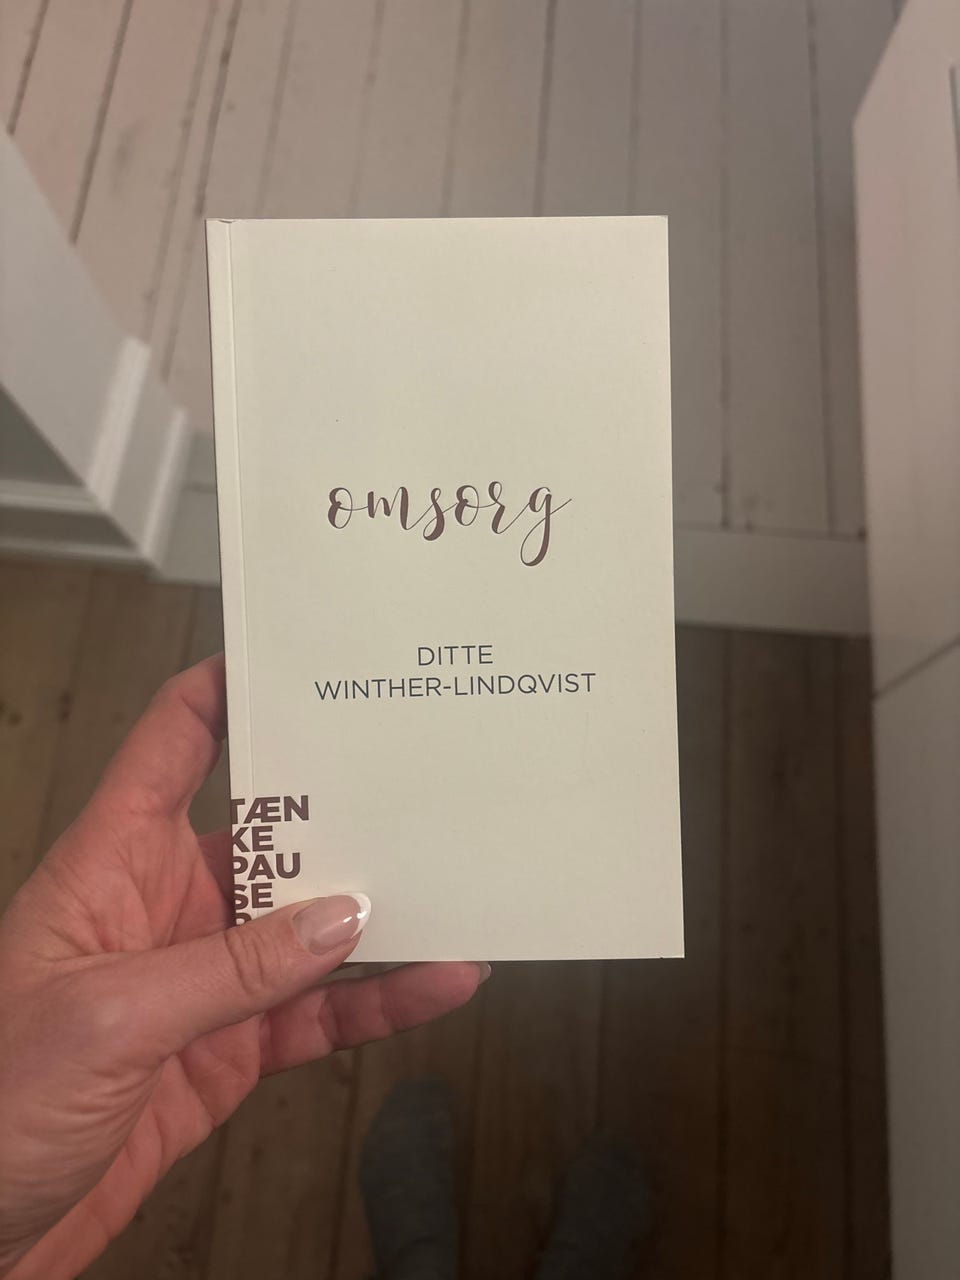 omsorg
DITTE
WINTHER-LINDQVIST
TÆN
KE
PAU
SE
R